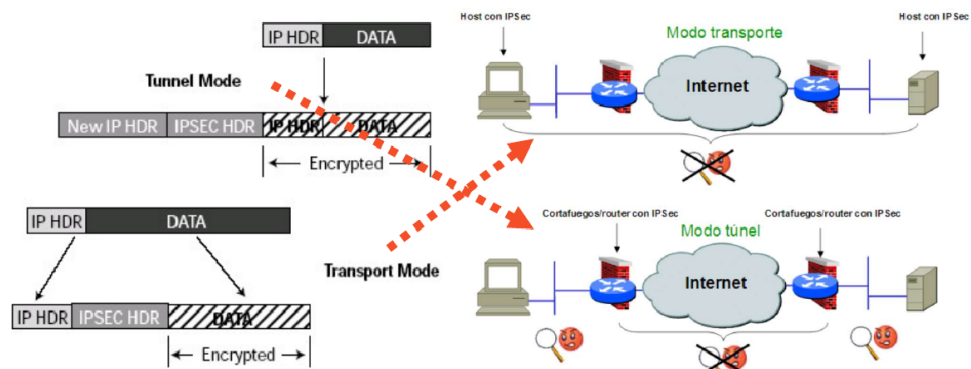 IP HDR DATA
Tunnel Mode
New IP HDR IPSEC HDR IP HDR DATA
Encrypted
IP HDR DATA
Transport Mode
IP HDR IPSEC HDR DATA
Encrypted
Host con IPSec Host con IPSec
Modo transporte
Internet
Cortafuegos/router con IPSec Cortafuegos/router con IPSec
Modo túnel
Internet